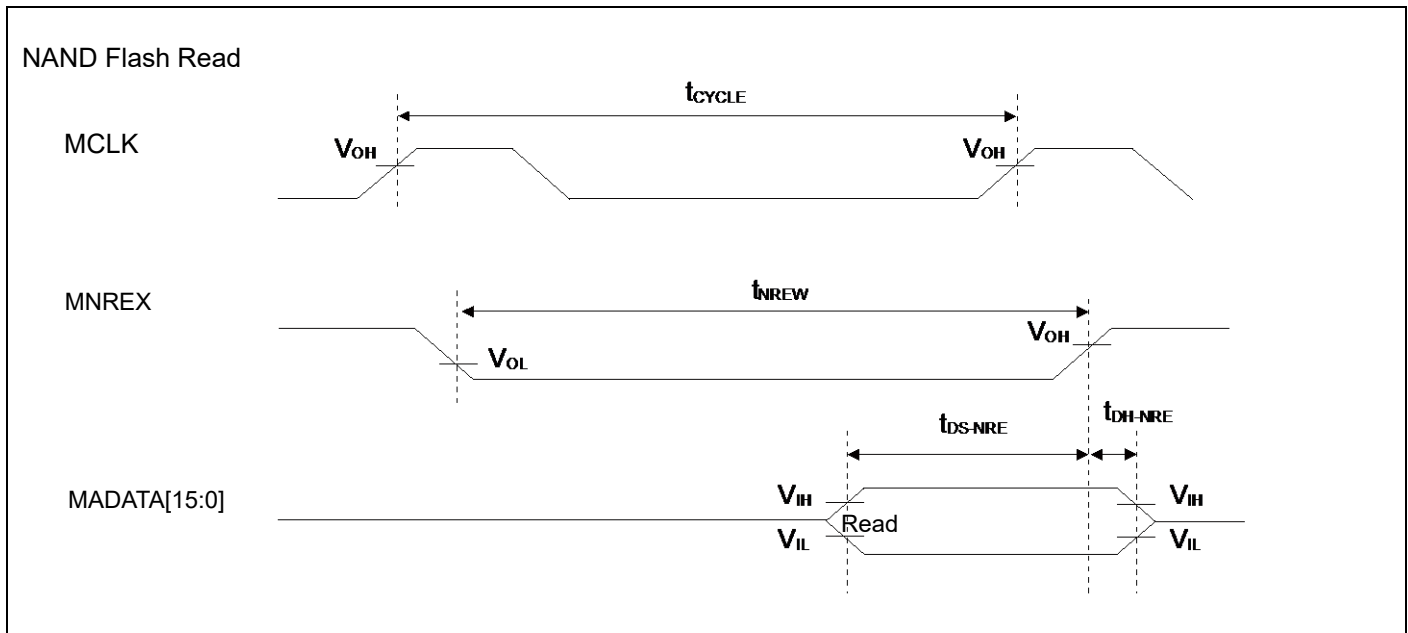 NAND Flash Read
tCYCLE
MCLK
VOH
VOH
tNREW
MNREX
VOH
VOL
tDS-NRE
tDH-NRE
MADATA[15:0]
VIH
VIH
Read
VIL
VIL